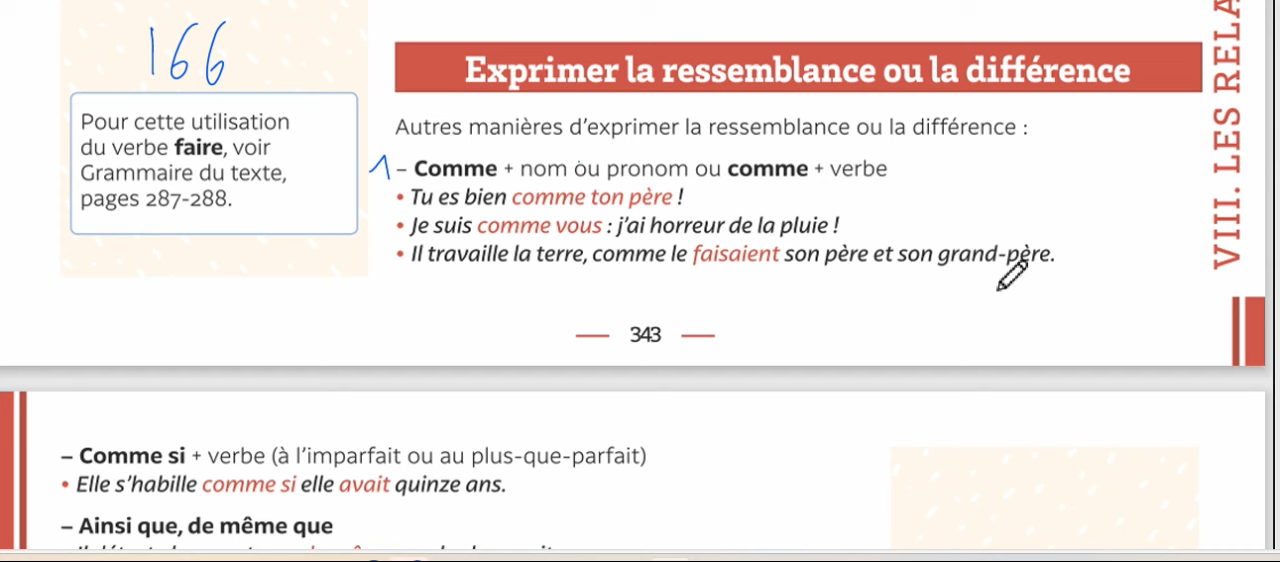 166
Pour cette utilisation
du verbe faire, voir
Grammaire du texte,
pages 287-288.
Exprimer la ressemblance ou la différence
Autres manières d'exprimer la ressemblance ou la différence :
1 – Comme + nom ou pronom ou comme + verbe
• Tu es bien comme ton père !
• Je suis comme vous : j'ai horreur de la pluie !
• Il travaille la terre, comme le faisaient son père et son grand-père.
343
VIII. LES
– Comme si + verbe (à l'imparfait ou au plus-que-parfait)
• Elle s'habille comme si elle avait quinze ans.
– Ainsi que, de même que